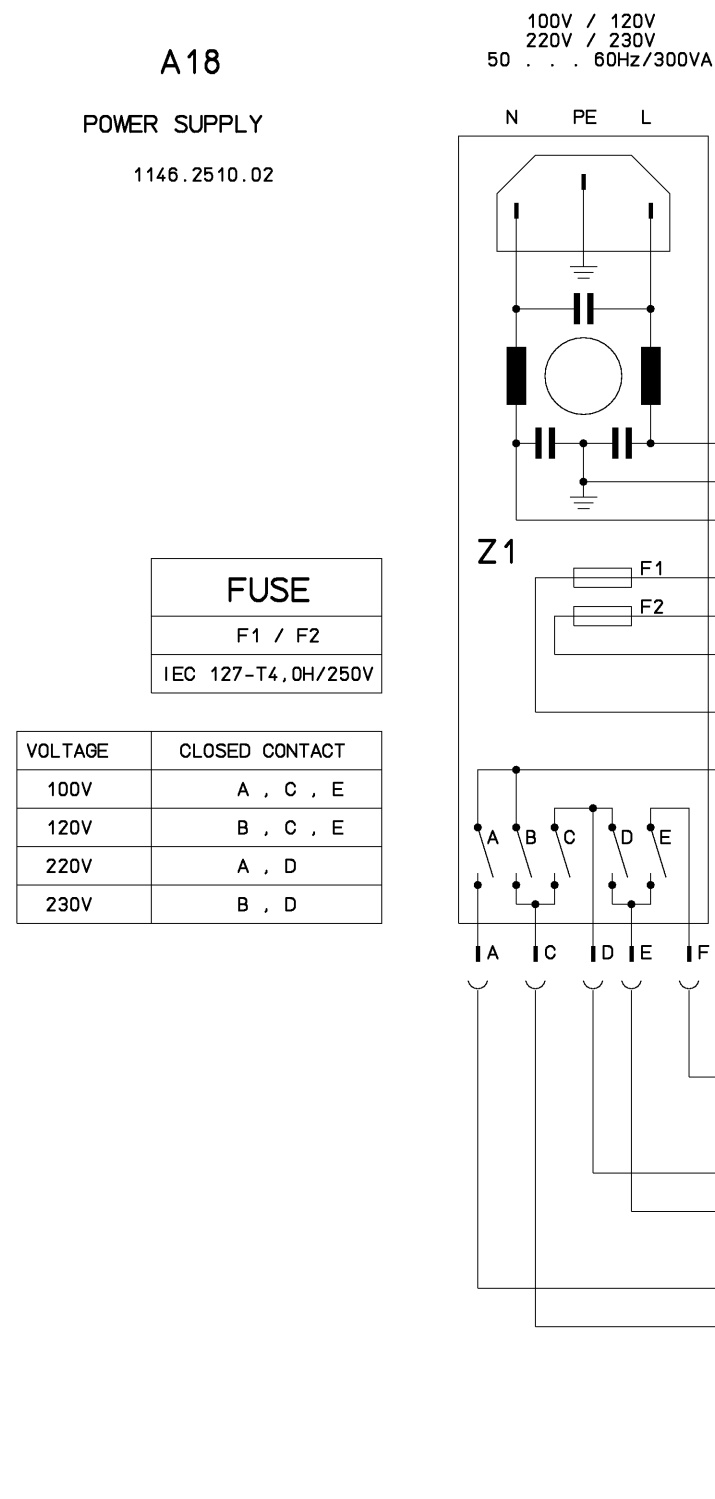 A18
POWER SUPPLY
1146.2510.02
100V / 120V
220V / 230V
50 . . . 60Hz/300VA
N PE L
Z1
F1
F2
FUSE
F1 / F2
IEC 127-T4,0H/250V
VOLTAGE CLOSED CONTACT
100V A , C , E
120V B , C , E
220V A , D
230V B , D
A B C D E
A C D E F